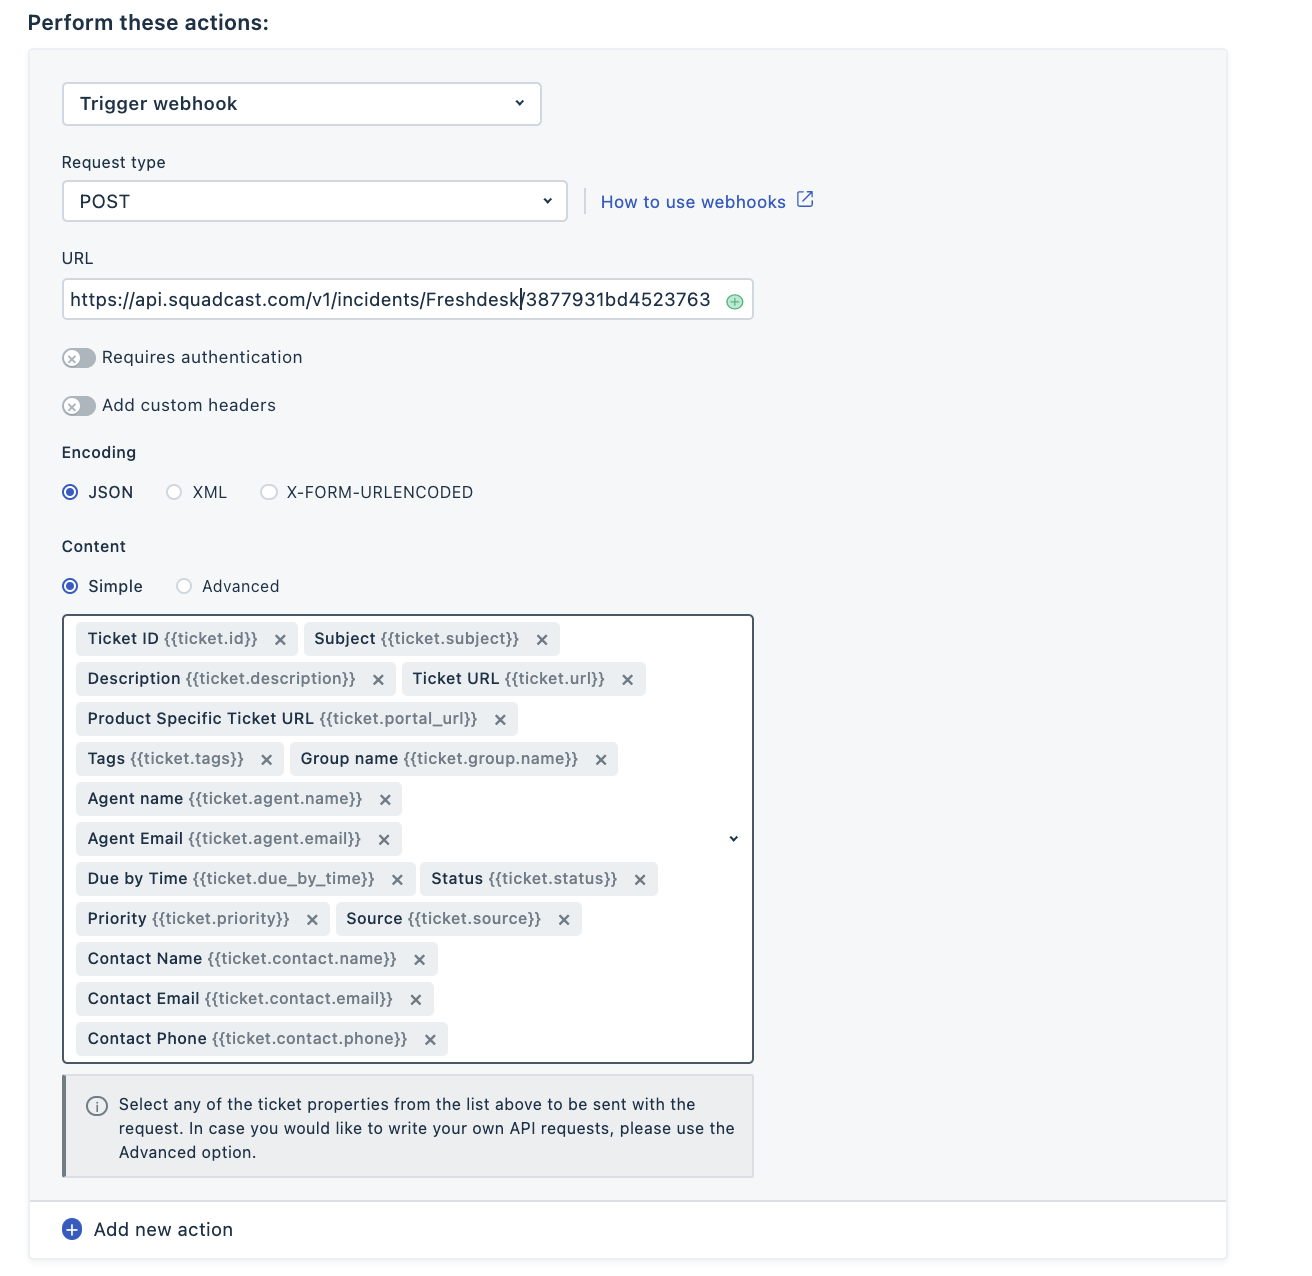 Perform these actions:
Trigger webhook
Request type
POST
How to use webhooks
URL
https://api.squadcast.com/v1/incidents/Freshdesk/3877931bd4523763
Requires authentication
Add custom headers
Encoding
JSON XML X-FORM-URLENCODED
Content
Simple Advanced
Ticket ID {{ticket.id}} Subject {{ticket.subject}}
Description {{ticket.description}} Ticket URL {{ticket.url}}
Product Specific Ticket URL {{ticket.portal_url}}
Tags {{ticket.tags}} Group name {{ticket.group.name}}
Agent name {{ticket.agent.name}}
Agent Email {{ticket.agent.email}}
Due by Time {{ticket.due_by_time}} Status {{ticket.status}}
Priority {{ticket.priority}} Source {{ticket.source}}
Contact Name {{ticket.contact.name}}
Contact Email {{ticket.contact.email}}
Contact Phone {{ticket.contact.phone}}
Select any of the ticket properties from the list above to be sent with the
request. In case you would like to write your own API requests, please use the
Advanced option.
Add new action